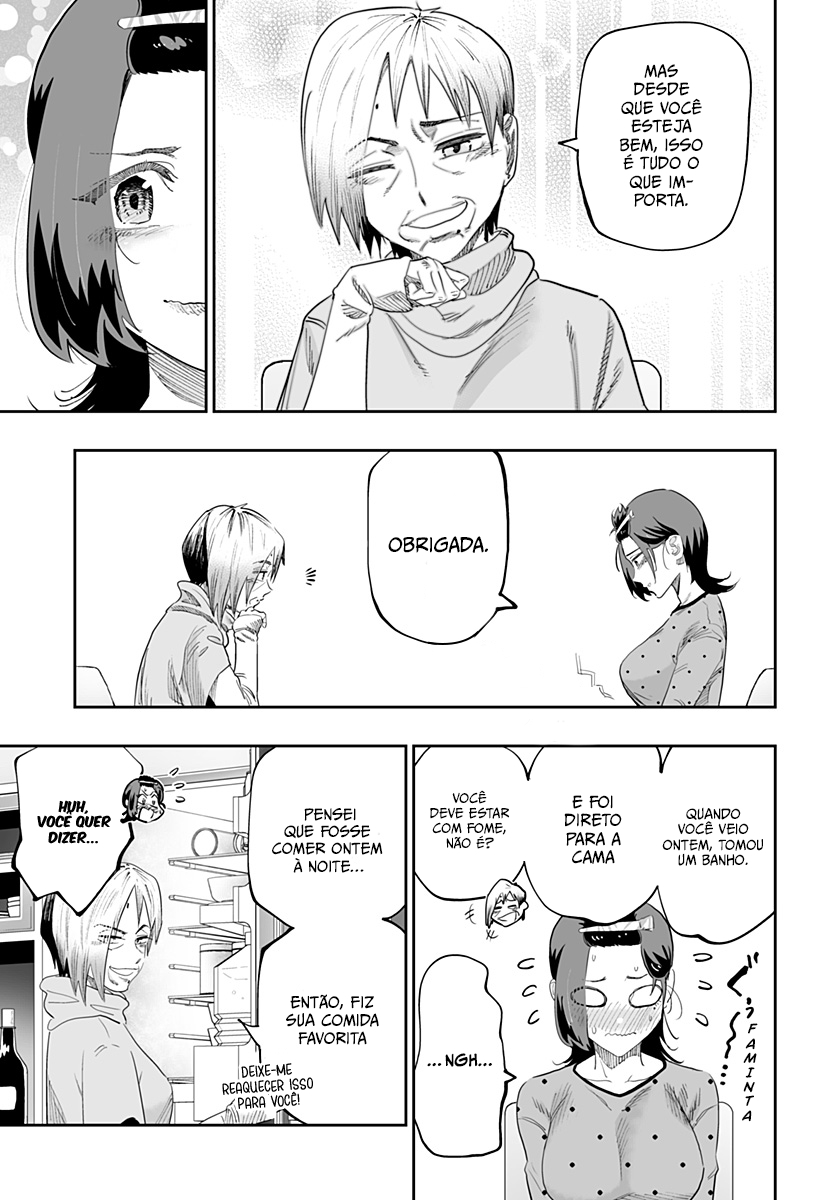 MAS
DESDE
QUE VOCÊ
ESTEJA
BEM, ISSO
É TUDO O
QUE IM-
PORTA.
OBRIGADA.
QUANDO
VOCÊ VEIO
ONTEM, TOMOU
UM BANHO.
E FOI
DIRETO
PARA A
CAMA
VOCÊ
DEVE ESTAR
COM FOME,
NÃO É?
FAMINTA
...NGH...
PENSEI
QUE FOSSE
COMER ONTEM
À NOITE...
ENTÃO, FIZ
SUA COMIDA
FAVORITA
DEIXE-ME
REAQUECER ISSO
PARA VOCÊ!
HUH,
VOCÊ QUER
DIZER...